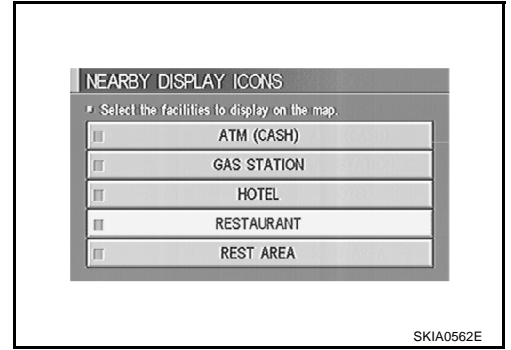 NEARBY DISPLAY ICONS
Select the facilities to display on the map.
ATM (CASH)
GAS STATION
HOTEL
RESTAURANT
REST AREA
SKIA0562E